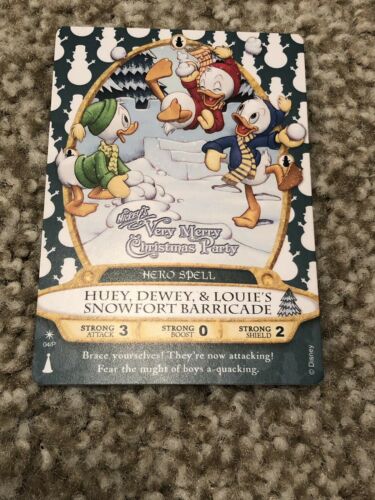 Mickey's
Very Merry
Christmas Party
HERO SPELL
HUEY, DEWEY, & LOUIE'S
SNOWFORT BARRICADE
STRONG ATTACK 3 STRONG BOOST 0 STRONG SHIELD 2
04/P
Brace yourselves! They're now attacking!
Fear the might of boys a-quacking.
© Disney